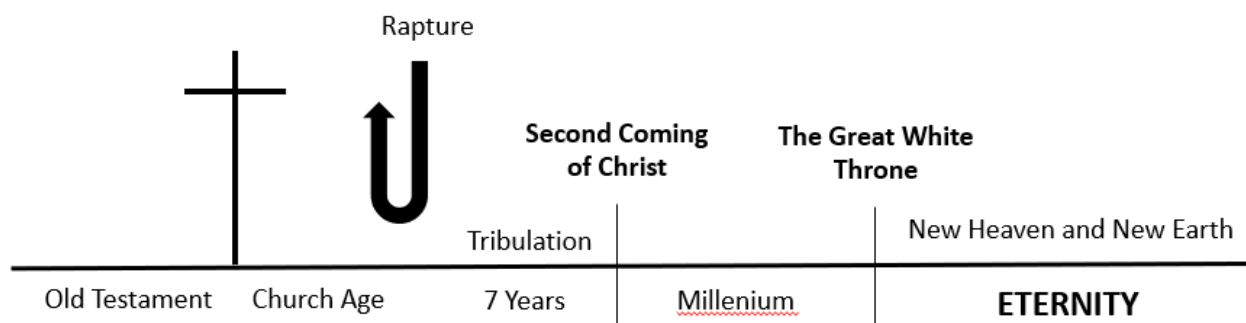 Rapture
Second Coming
of Christ
The Great White
Throne
Tribulation
New Heaven and New Earth
Old Testament
Church Age
7 Years
Millenium
ETERNITY